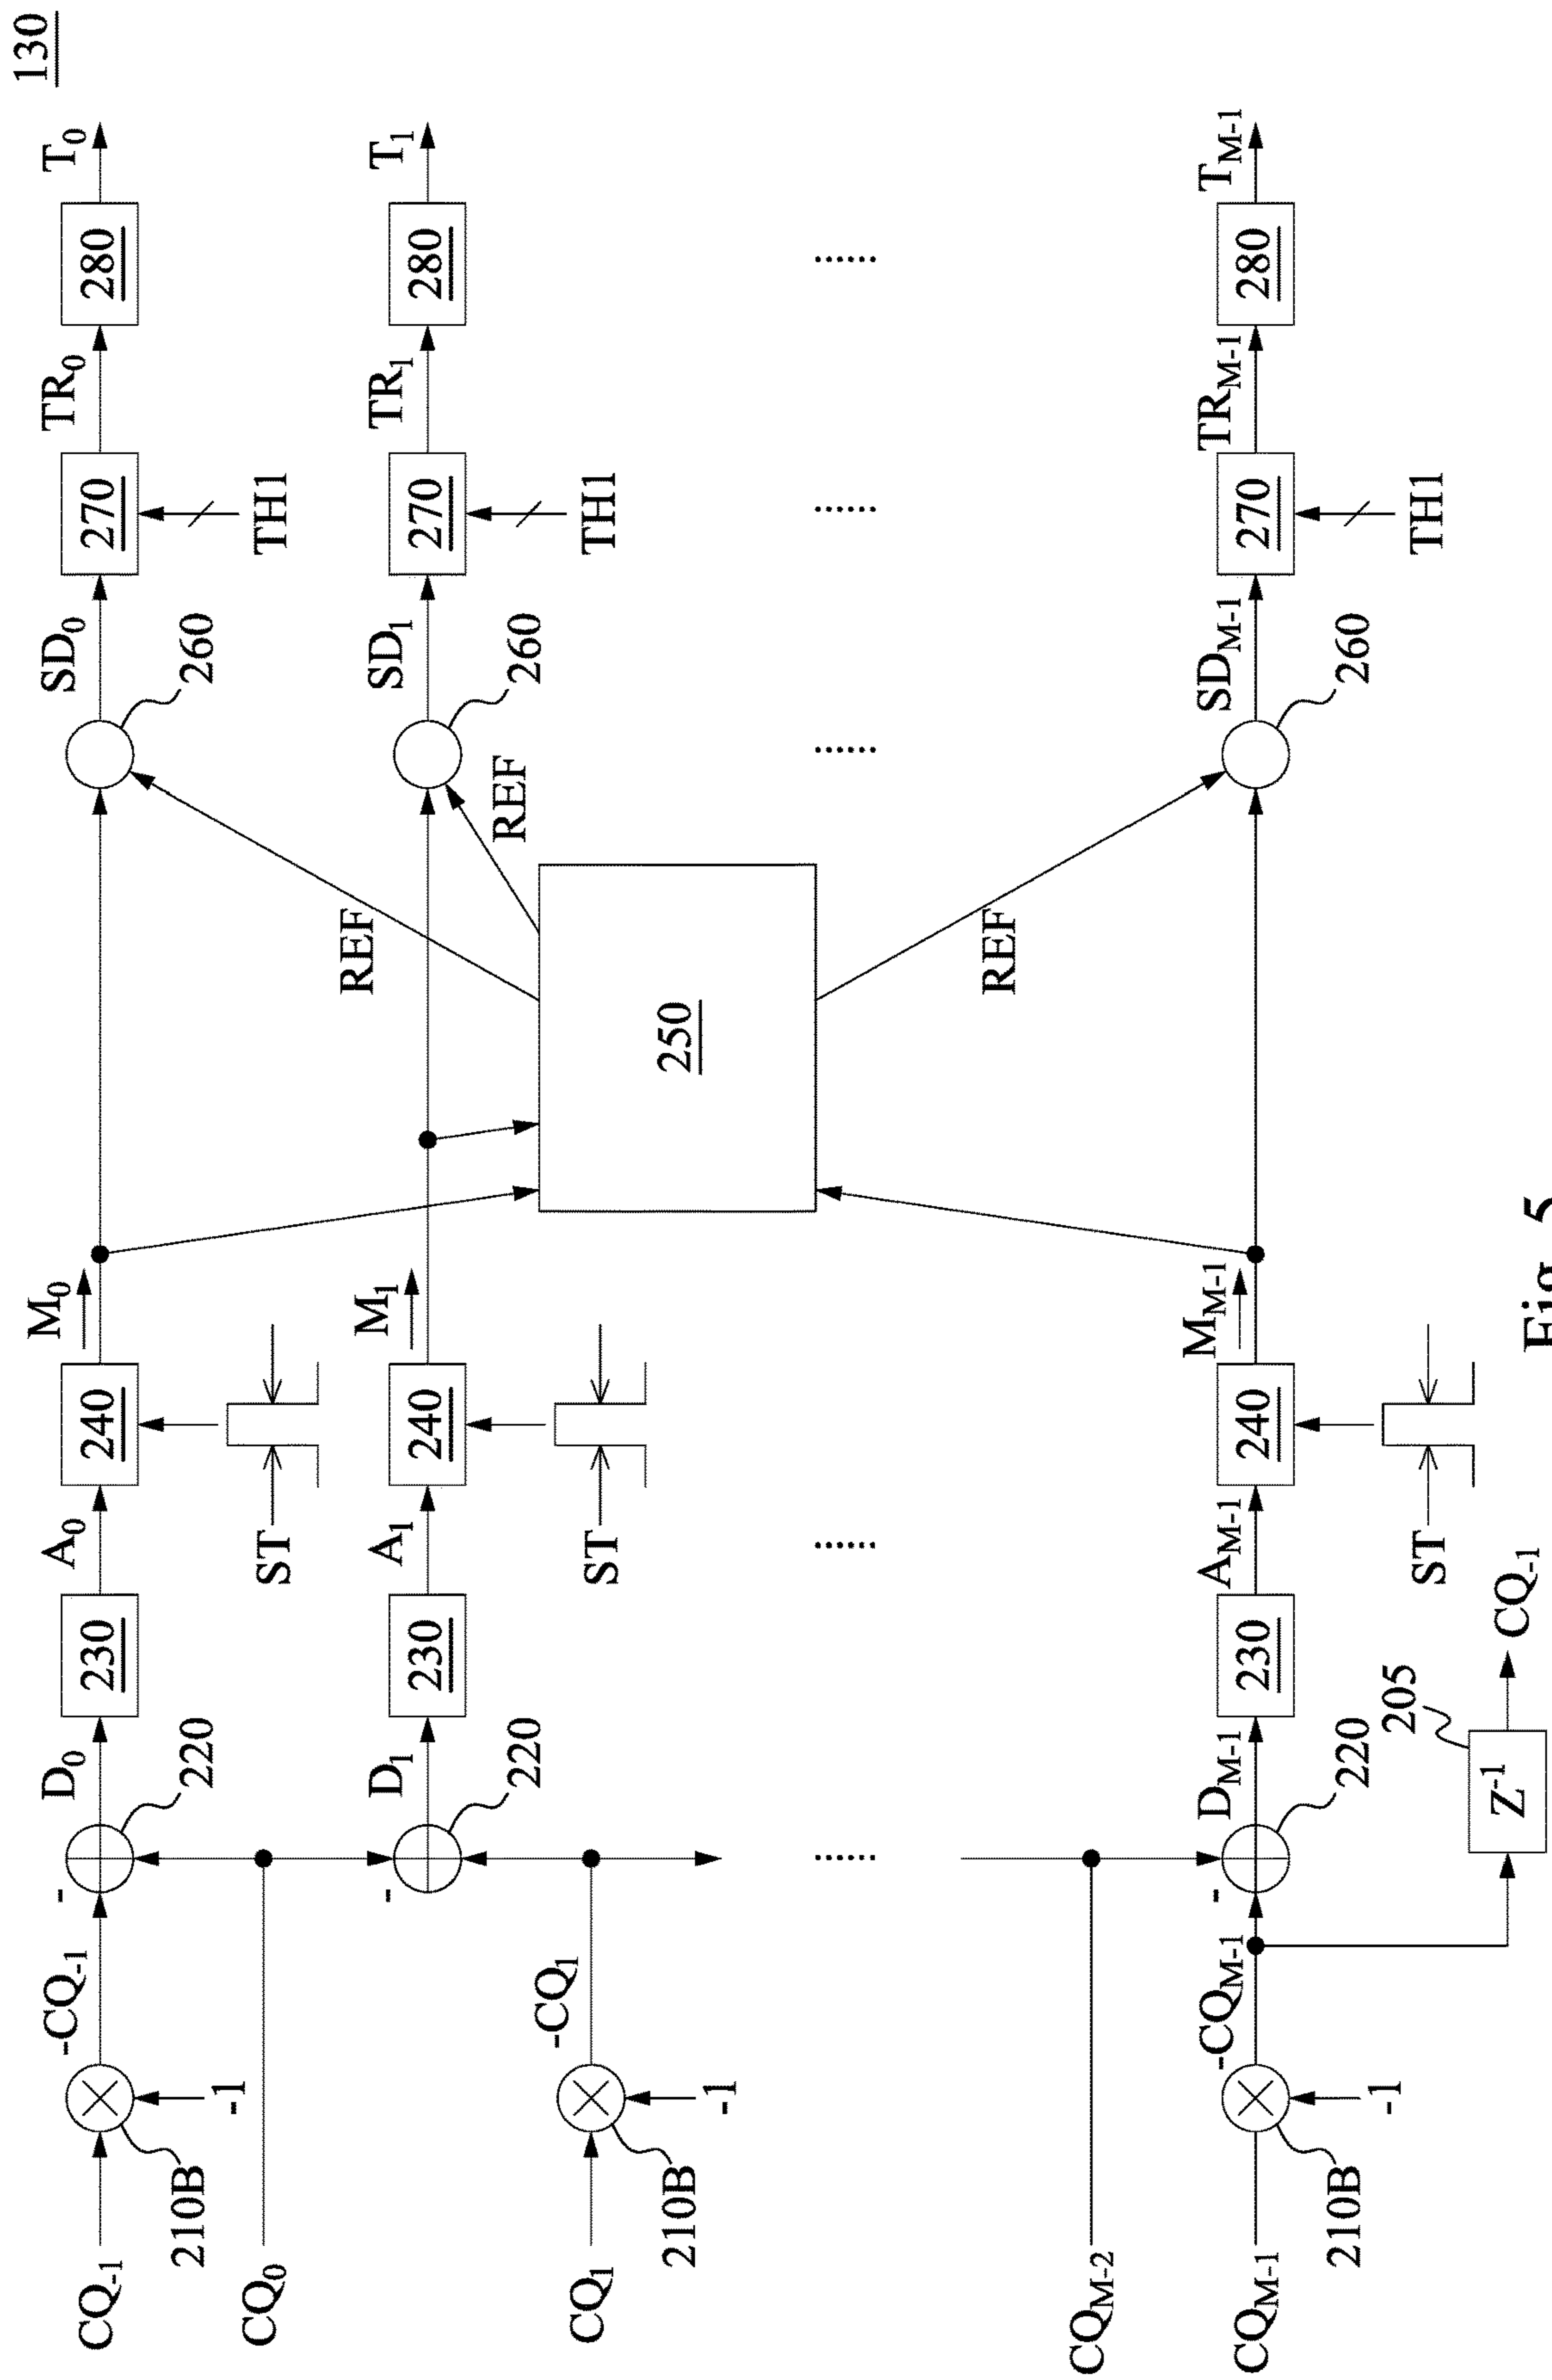 130
CQ-1
210B
-1
-CQ-1
-
D0
220
230
A0
240
ST
M0
REF
SD0
260
270
TH1
TR0
280
T0
CQ0
CQ1
210B
-1
-CQ1
-
D1
220
230
A1
240
ST
M1
250
REF
SD1
260
270
TH1
TR1
280
T1
......
......
......
......
......
CQM-2
CQM-1
210B
-1
-CQM-1
-
DM-1
220
205
Z-1
CQ-1
230
AM-1
240
ST
MM-1
REF
SDM-1
260
270
TH1
TRM-1
280
TM-1
Fig. 5